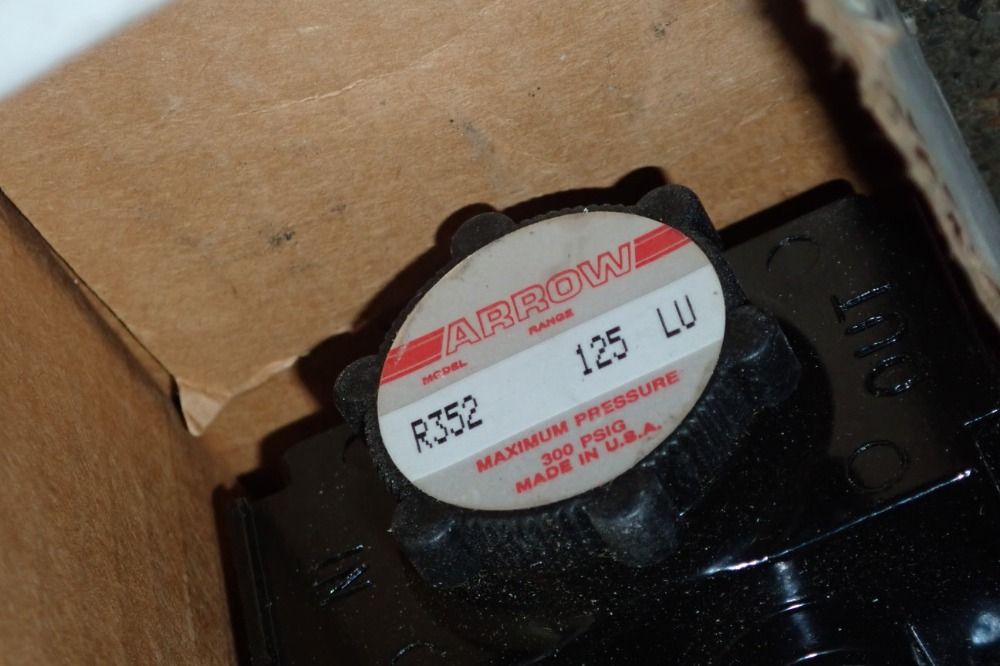 ARROW
MODEL RANGE
R352 125 LU
MAXIMUM PRESSURE
300 PSIG
MADE IN U.S.A.
OUT
IN